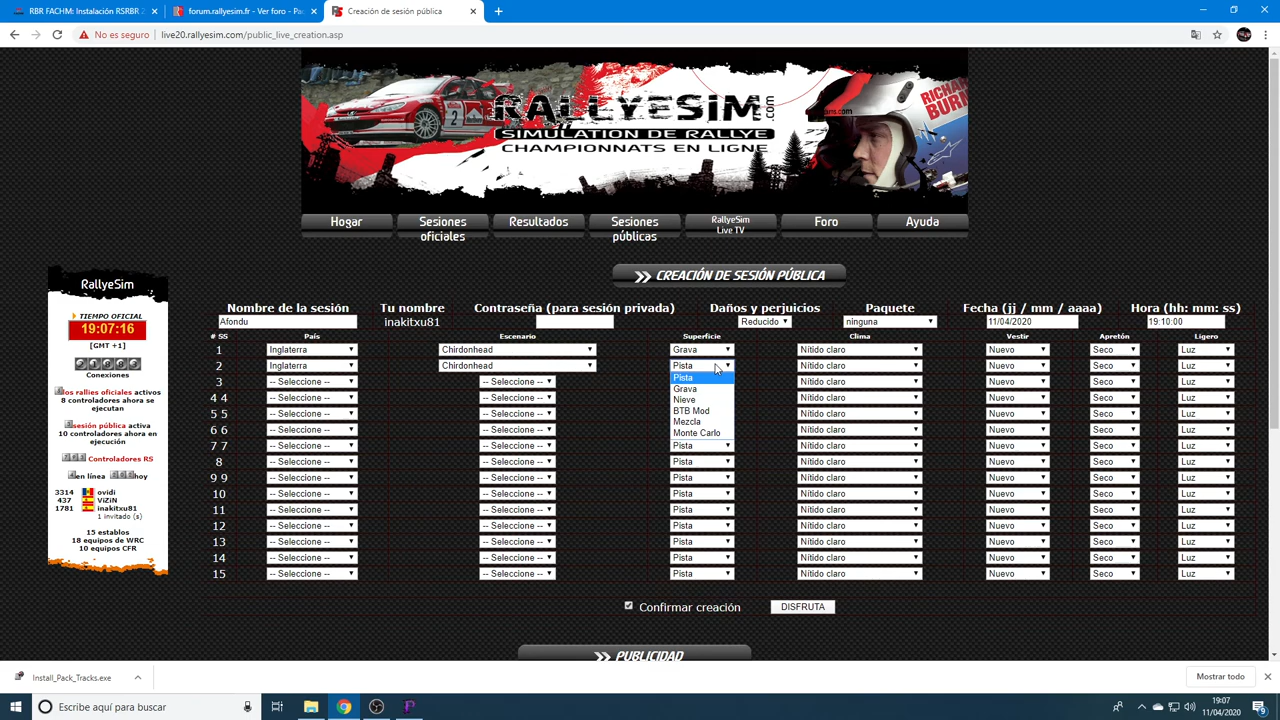 RBR FACHM: Instalación RSRBR 2
forum.rallyesim.fr - Ver foro - Pac
Creación de sesión pública
No es seguro | live20.rallyesim.com/public_live_creation.asp
RALLYESIM.com
SIMULATION DE RALLYE
CHAMPIONNATS EN LIGNE
RICHARD
BURNS
Hogar
Sesiones oficiales
Resultados
Sesiones públicas
RallyeSim Live TV
Foro
Ayuda
RallyeSim
TIEMPO OFICIAL
19:07:16
[GMT +1]
Conexiones
los rallies oficiales activos
8 controladores ahora se
ejecutan
sesión pública activa
10 controladores ahora en
ejecución
Controladores RS
en línea hoy
3314 ovidi
437 ViZiN
1781 inakitxu81
1 invitado (s)
15 establos
18 equipos de WRC
10 equipos CFR
CREACIÓN DE SESIÓN PÚBLICA
Nombre de la sesión Tu nombre Contraseña (para sesión privada) Daños y perjuicios Paquete Fecha (jj / mm / aaaa) Hora (hh: mm: ss)
Afondu inakitxu81 Reducido ninguna 11/04/2020 19:10:00
# SS País Escenario Superficie Clima Vestir Apretón Ligero
1 Inglaterra Chirdonhead Grava Nítido claro Nuevo Seco Luz
2 Inglaterra Chirdonhead Pista Nítido claro Nuevo Seco Luz
Pista
Grava
Nieve
BTB Mod
Mezcla
Monte Carlo
3 -- Seleccione -- -- Seleccione -- Nítido claro Nuevo Seco Luz
4 4 -- Seleccione -- -- Seleccione -- Nítido claro Nuevo Seco Luz
5 5 -- Seleccione -- -- Seleccione -- Nítido claro Nuevo Seco Luz
6 6 -- Seleccione -- -- Seleccione -- Nítido claro Nuevo Seco Luz
7 7 -- Seleccione -- -- Seleccione -- Pista Nítido claro Nuevo Seco Luz
8 -- Seleccione -- -- Seleccione -- Pista Nítido claro Nuevo Seco Luz
9 9 -- Seleccione -- -- Seleccione -- Pista Nítido claro Nuevo Seco Luz
10 -- Seleccione -- -- Seleccione -- Pista Nítido claro Nuevo Seco Luz
11 -- Seleccione -- -- Seleccione -- Pista Nítido claro Nuevo Seco Luz
12 -- Seleccione -- -- Seleccione -- Pista Nítido claro Nuevo Seco Luz
13 -- Seleccione -- -- Seleccione -- Pista Nítido claro Nuevo Seco Luz
14 -- Seleccione -- -- Seleccione -- Pista Nítido claro Nuevo Seco Luz
15 -- Seleccione -- -- Seleccione -- Pista Nítido claro Nuevo Seco Luz
Confirmar creación DISFRUTA
PUBLICIDAD
Install_Pack_Tracks.exe
Mostrar todo
Escribe aquí para buscar
19:07
11/04/2020